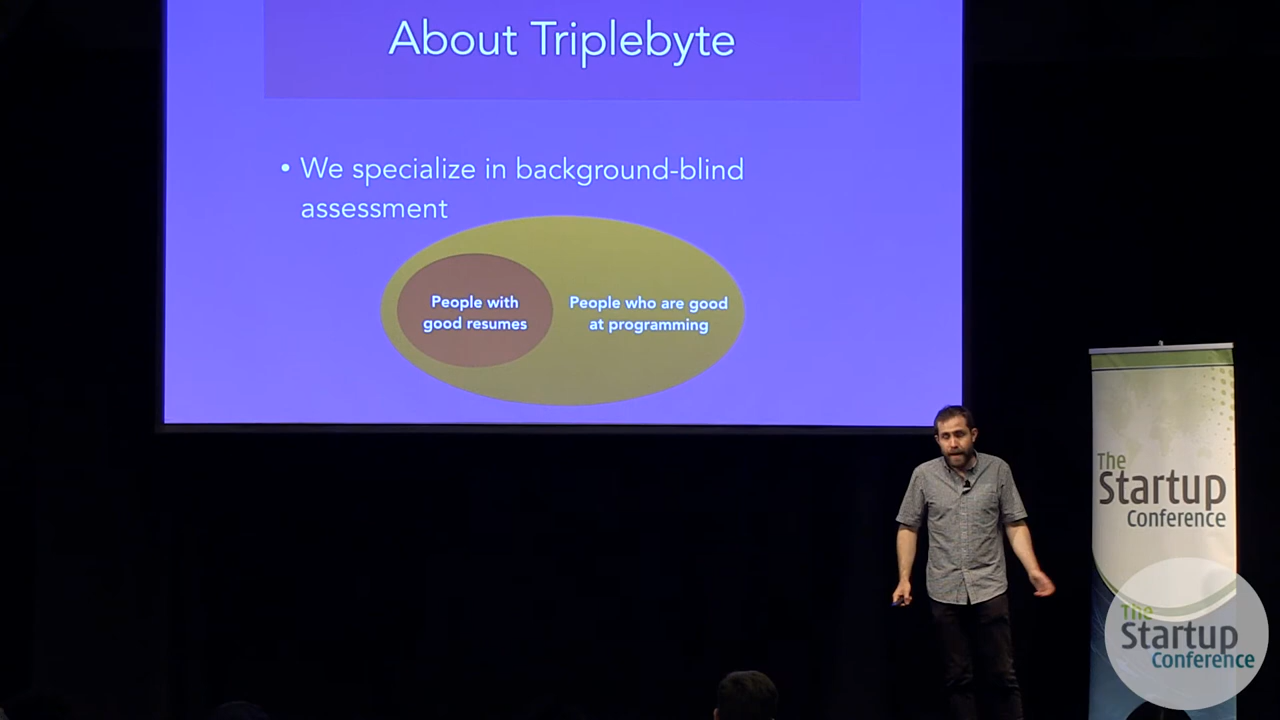 About Triplebyte
• We specialize in background-blind
assessment
People with
good resumes
People who are good
at programming
The
Startup
Conference
The
Startup
Conference